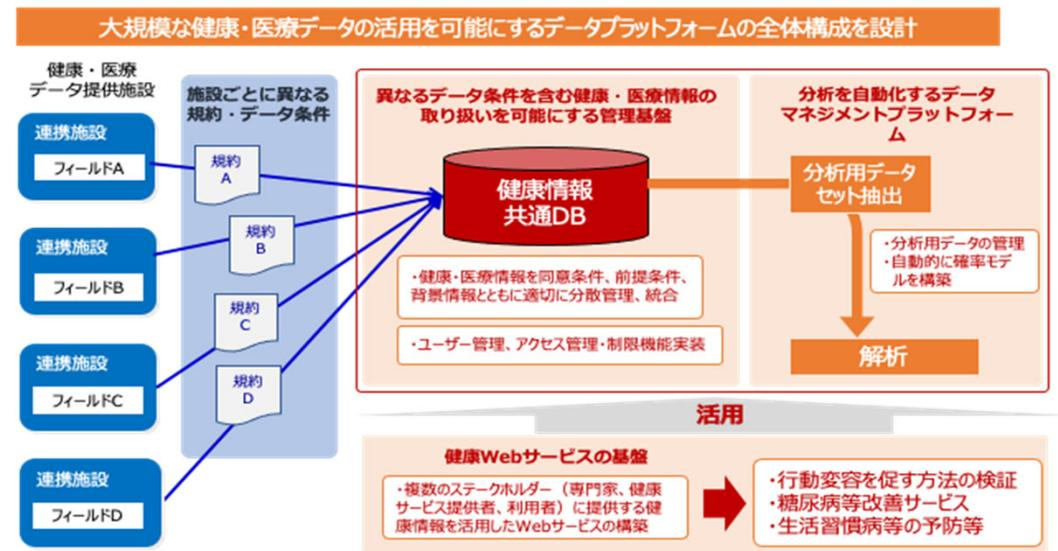 大規模な健康・医療データの活用を可能にするデータプラットフォームの全体構成を設計
健康・医療
データ提供施設
連携施設
フィールドA
連携施設
フィールドB
連携施設
フィールドC
連携施設
フィールドD
施設ごとに異なる
規約・データ条件
規約
A
規約
B
規約
C
規約
D
異なるデータ条件を含む健康・医療情報の
取り扱いを可能にする管理基盤
健康情報
共通DB
・健康・医療情報を同意条件、前提条件、
背景情報とともに適切に分散管理、統合
・ユーザー管理、アクセス管理・制限機能実装
分析を自動化するデータ
マネジメントプラットフォー
ム
分析用データ
セット抽出
・分析用データの管理
・自動的に確率モデ
ルを構築
解析
活用
健康Webサービスの基盤
・複数のステークホルダー（専門家、健康
サービス提供者、利用者）に提供する健
康情報を活用したWebサービスの構築
・行動変容を促す方法の検証
・糖尿病等改善サービス
・生活習慣病等の予防等